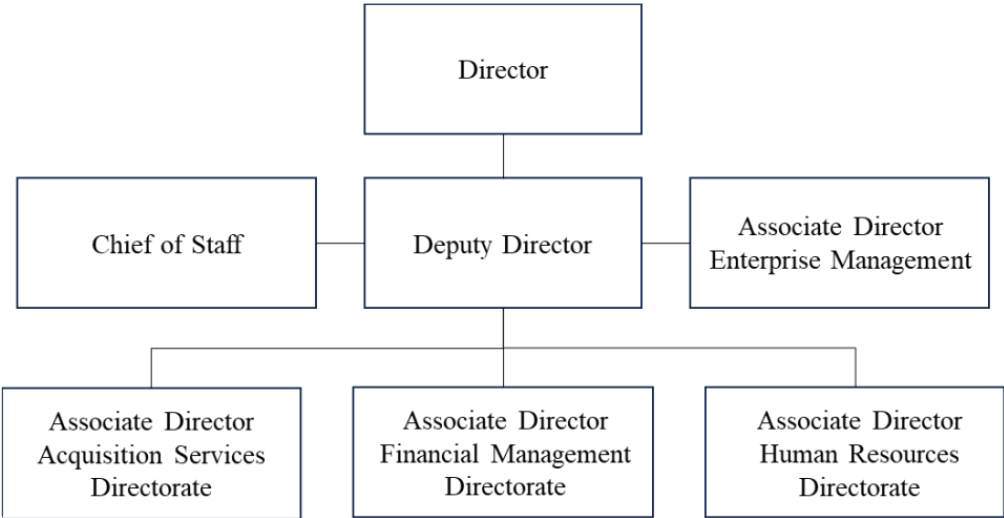 Director
Chief of Staff
Deputy Director
Associate Director
Enterprise Management
Associate Director
Acquisition Services
Directorate
Associate Director
Financial Management
Directorate
Associate Director
Human Resources
Directorate